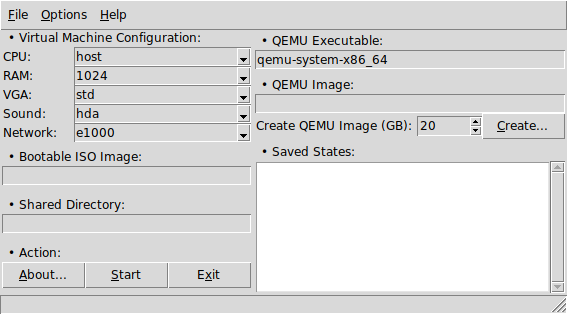 File Options Help
• Virtual Machine Configuration:
CPU: host
RAM: 1024
VGA: std
Sound: hda
Network: e1000
• Bootable ISO Image:
• Shared Directory:
• Action:
About... Start Exit
• QEMU Executable:
qemu-system-x86_64
• QEMU Image:
Create QEMU Image (GB): 20 Create...
• Saved States: